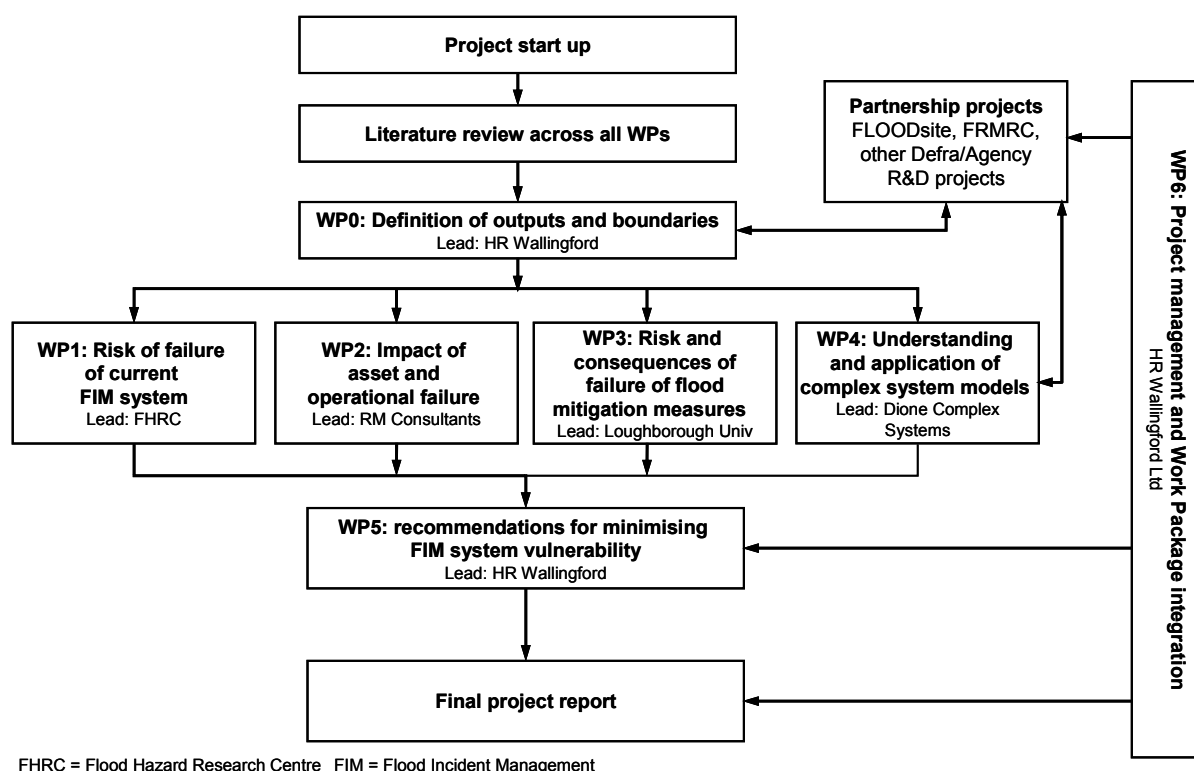 Project start up
Literature review across all WPs
Partnership projects
FLOODsite, FRMRC,
other Defra/Agency
R&D projects
WP0: Definition of outputs and boundaries
Lead: HR Wallingford
WP1: Risk of failure
of current
FIM system
Lead: FHRC
WP2: Impact of
asset and
operational failure
Lead: RM Consultants
WP3: Risk and
consequences of
failure of flood
mitigation measures
Lead: Loughborough Univ
WP4: Understanding
and application of
complex system models
Lead: Dione Complex
Systems
WP5: recommendations for minimising
FIM system vulnerability
Lead: HR Wallingford
Final project report
WP6: Project management and Work Package integration
HR Wallingford Ltd
FHRC = Flood Hazard Research Centre FIM = Flood Incident Management